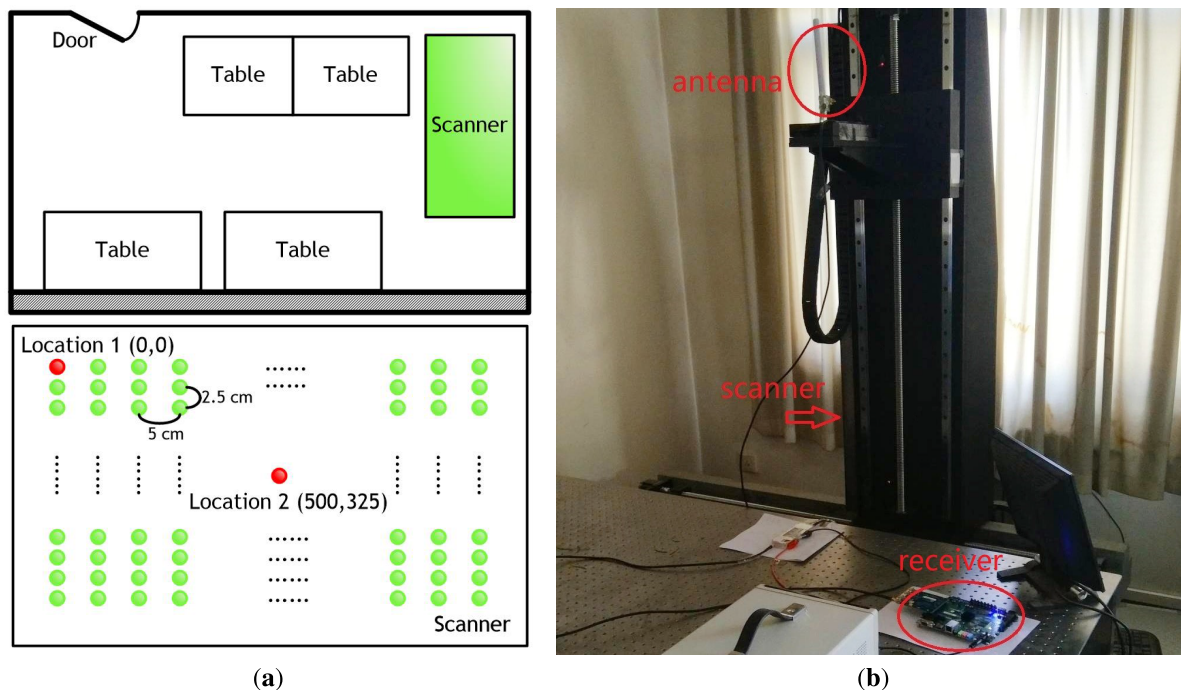 Door
Table
Table
Scanner
Table
Table
Location 1 (0,0)
......
......
2.5 cm
5 cm
Location 2 (500,325)
......
......
......
......
Scanner
(a)
antenna
scanner
receiver
(b)